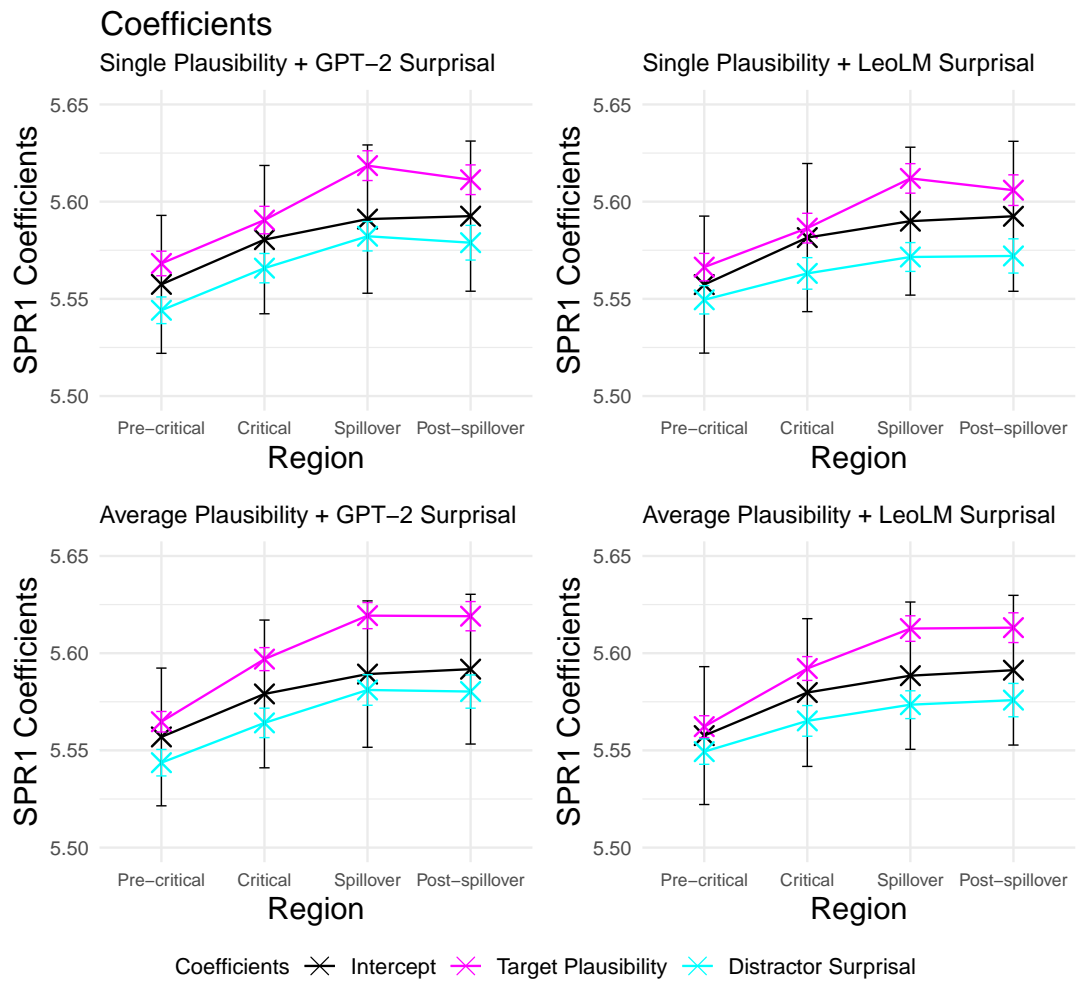 Coefficients
Single Plausibility + GPT−2 Surprisal
Single Plausibility + LeoLM Surprisal
SPR1 Coefficients
5.65
5.60
5.55
5.50
Pre−critical Critical Spillover Post−spillover
Region
SPR1 Coefficients
5.65
5.60
5.55
5.50
Pre−critical Critical Spillover Post−spillover
Region
Average Plausibility + GPT−2 Surprisal
Average Plausibility + LeoLM Surprisal
SPR1 Coefficients
5.65
5.60
5.55
5.50
Pre−critical Critical Spillover Post−spillover
Region
SPR1 Coefficients
5.65
5.60
5.55
5.50
Pre−critical Critical Spillover Post−spillover
Region
Coefficients Intercept Target Plausibility Distractor Surprisal